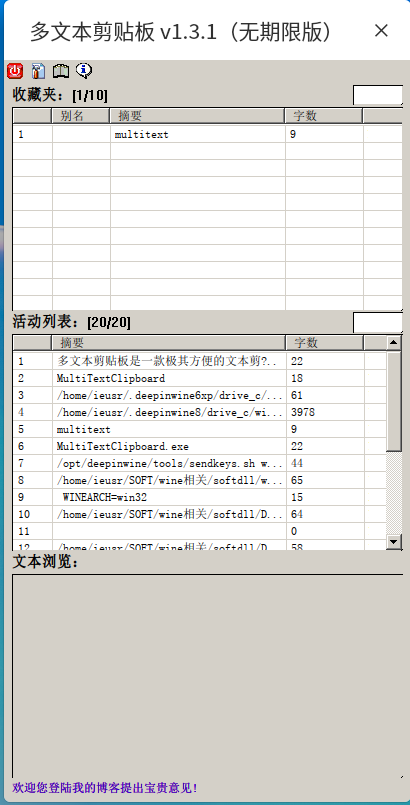 多文本剪贴板 v1.3.1（无期限版）
收藏夹：[1/10]
别名 摘要 字数
1 multitext 9
活动列表：[20/20]
摘要 字数
1 多文本剪贴板是一款极其方便的文本剪?.. 22
2 MultiTextClipboard 18
3 /home/ieusr/.deepinwine6xp/drive_c/... 61
4 /home/ieusr/.deepinwine8/drive_c/wi... 3978
5 multitext 9
6 MultiTextClipboard.exe 22
7 /opt/deepinwine/tools/sendkeys.sh w... 44
8 /home/ieusr/SOFT/wine相关/softdll/w... 65
9 WINEARCH=win32 15
10 /home/ieusr/SOFT/wine相关/softdll/D... 64
11 0
12 /home/ieusr/SOFT/wine相关/softdll/D... 58
文本浏览：
欢迎您登陆我的博客提出宝贵意见！